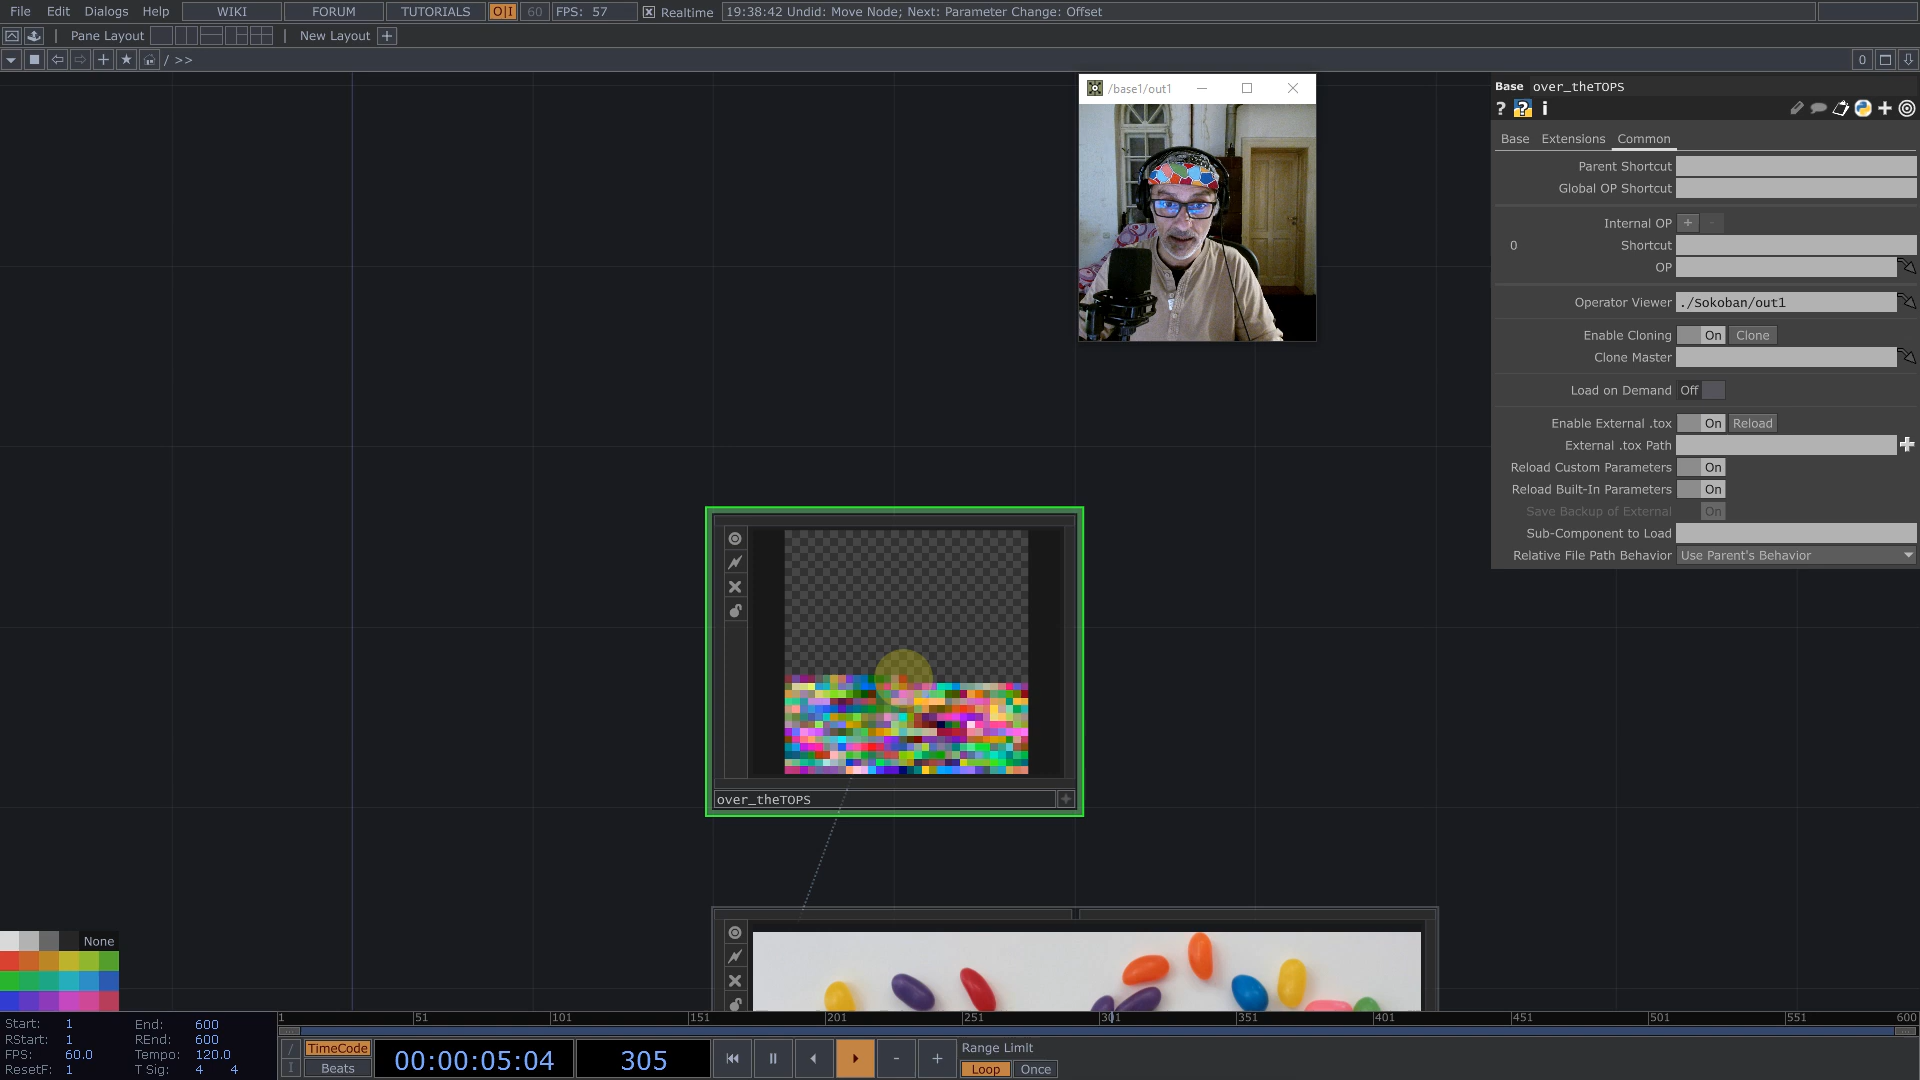 File Edit Dialogs Help WIKI FORUM TUTORIALS O|I 60 FPS: 57 Realtime 19:38:42 Undid: Move Node; Next: Parameter Change: Offset
Pane Layout New Layout +
/ >> 0
/base1/out1
Base over_theTOPS
? ? i
Base Extensions Common
Parent Shortcut
Global OP Shortcut
Internal OP + -
0 Shortcut
OP
Operator Viewer ./Sokoban/out1
Enable Cloning On Clone
Clone Master
Load on Demand Off
Enable External .tox On Reload
External .tox Path
Reload Custom Parameters On
Reload Built-In Parameters On
Save Backup of External On
Sub-Component to Load
Relative File Path Behavior Use Parent's Behavior
over_theTOPS
None
1 51 101 151 201 251 301 351 401 451 501 551 600
Start: 1 End: 600
RStart: 1 REnd: 600
FPS: 60.0 Tempo: 120.0
ResetF: 1 T Sig: 4 4
/ TimeCode
I Beats
00:00:05:04 305 - +
Range Limit
Loop Once